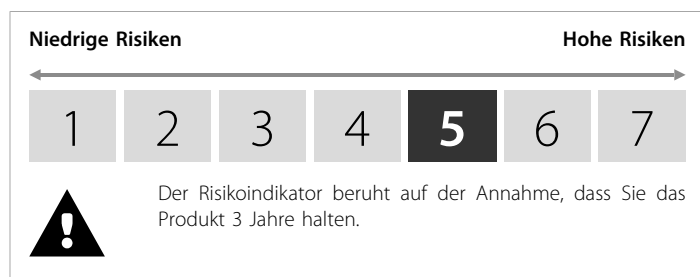 Niedrige Risiken Hohe Risiken
1 2 3 4 5 6 7
Der Risikoindikator beruht auf der Annahme, dass Sie das
Produkt 3 Jahre halten.